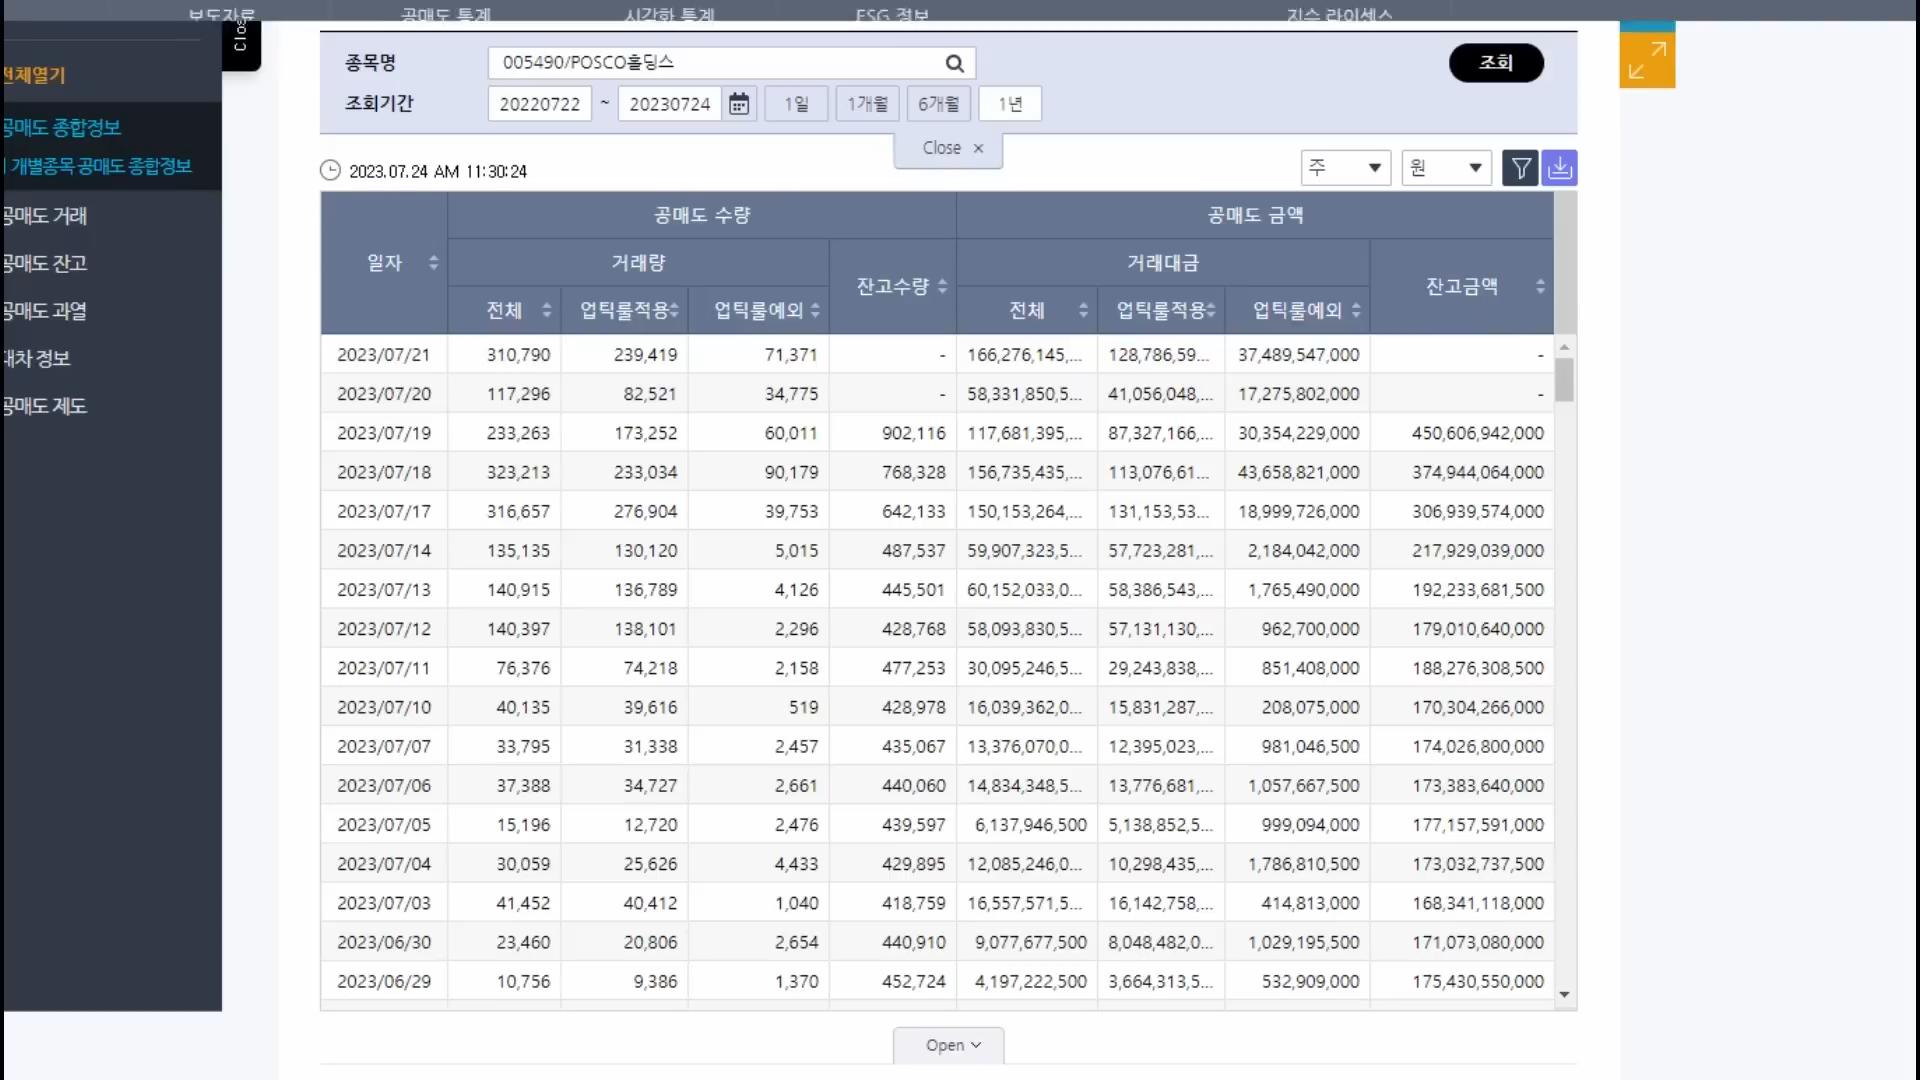 보도자료 공매도 통계 시각화 통계 ESG 정보 지수 라이센스
Clo
전체열기
공매도 종합정보
개별종목 공매도 종합정보
공매도 거래
공매도 잔고
공매도 과열
대차 정보
공매도 제도
종목명 005490/POSCO홀딩스 조회
조회기간 20220722 ~ 20230724 1일 1개월 6개월 1년
Close ×
2023.07.24 AM 11:30:24 주 원
일자 공매도 수량 공매도 금액
거래량 잔고수량 거래대금 잔고금액
전체 업틱룰적용 업틱룰예외 전체 업틱룰적용 업틱룰예외
2023/07/21 310,790 239,419 71,371 - 166,276,145,... 128,786,59... 37,489,547,000 -
2023/07/20 117,296 82,521 34,775 - 58,331,850,5... 41,056,048,... 17,275,802,000 -
2023/07/19 233,263 173,252 60,011 902,116 117,681,395,... 87,327,166,... 30,354,229,000 450,606,942,000
2023/07/18 323,213 233,034 90,179 768,328 156,735,435,... 113,076,61... 43,658,821,000 374,944,064,000
2023/07/17 316,657 276,904 39,753 642,133 150,153,264,... 131,153,53... 18,999,726,000 306,939,574,000
2023/07/14 135,135 130,120 5,015 487,537 59,907,323,5... 57,723,281,... 2,184,042,000 217,929,039,000
2023/07/13 140,915 136,789 4,126 445,501 60,152,033,0... 58,386,543,... 1,765,490,000 192,233,681,500
2023/07/12 140,397 138,101 2,296 428,768 58,093,830,5... 57,131,130,... 962,700,000 179,010,640,000
2023/07/11 76,376 74,218 2,158 477,253 30,095,246,5... 29,243,838,... 851,408,000 188,276,308,500
2023/07/10 40,135 39,616 519 428,978 16,039,362,0... 15,831,287,... 208,075,000 170,304,266,000
2023/07/07 33,795 31,338 2,457 435,067 13,376,070,0... 12,395,023,... 981,046,500 174,026,800,000
2023/07/06 37,388 34,727 2,661 440,060 14,834,348,5... 13,776,681,... 1,057,667,500 173,383,640,000
2023/07/05 15,196 12,720 2,476 439,597 6,137,946,500 5,138,852,5... 999,094,000 177,157,591,000
2023/07/04 30,059 25,626 4,433 429,895 12,085,246,0... 10,298,435,... 1,786,810,500 173,032,737,500
2023/07/03 41,452 40,412 1,040 418,759 16,557,571,5... 16,142,758,... 414,813,000 168,341,118,000
2023/06/30 23,460 20,806 2,654 440,910 9,077,677,500 8,048,482,0... 1,029,195,500 171,073,080,000
2023/06/29 10,756 9,386 1,370 452,724 4,197,222,500 3,664,313,5... 532,909,000 175,430,550,000
Open